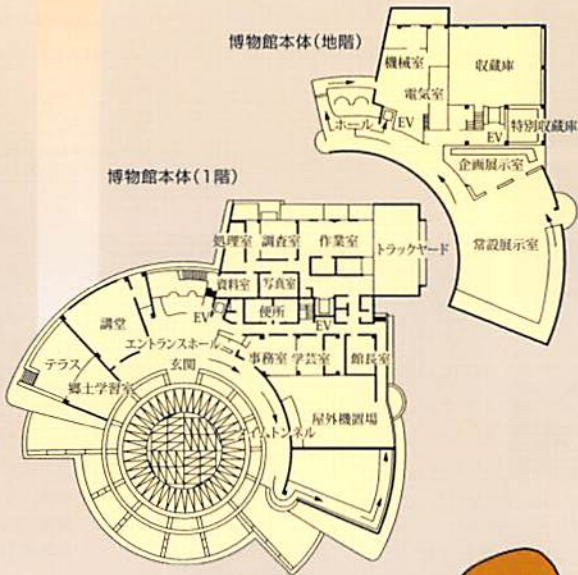 博物館本体(地階)
機械室
収蔵庫
電気室
ホール
EV
EV
特別収蔵庫
企画展示室
常設展示室
博物館本体(1階)
処理室
調査室
作業室
トラックヤード
資料室
写真室
講堂
EV
便所
EV
エントランスホール
テラス
玄関
事務室
学芸室
館長室
郷土学習室
屋外機置場
タイムトンネル